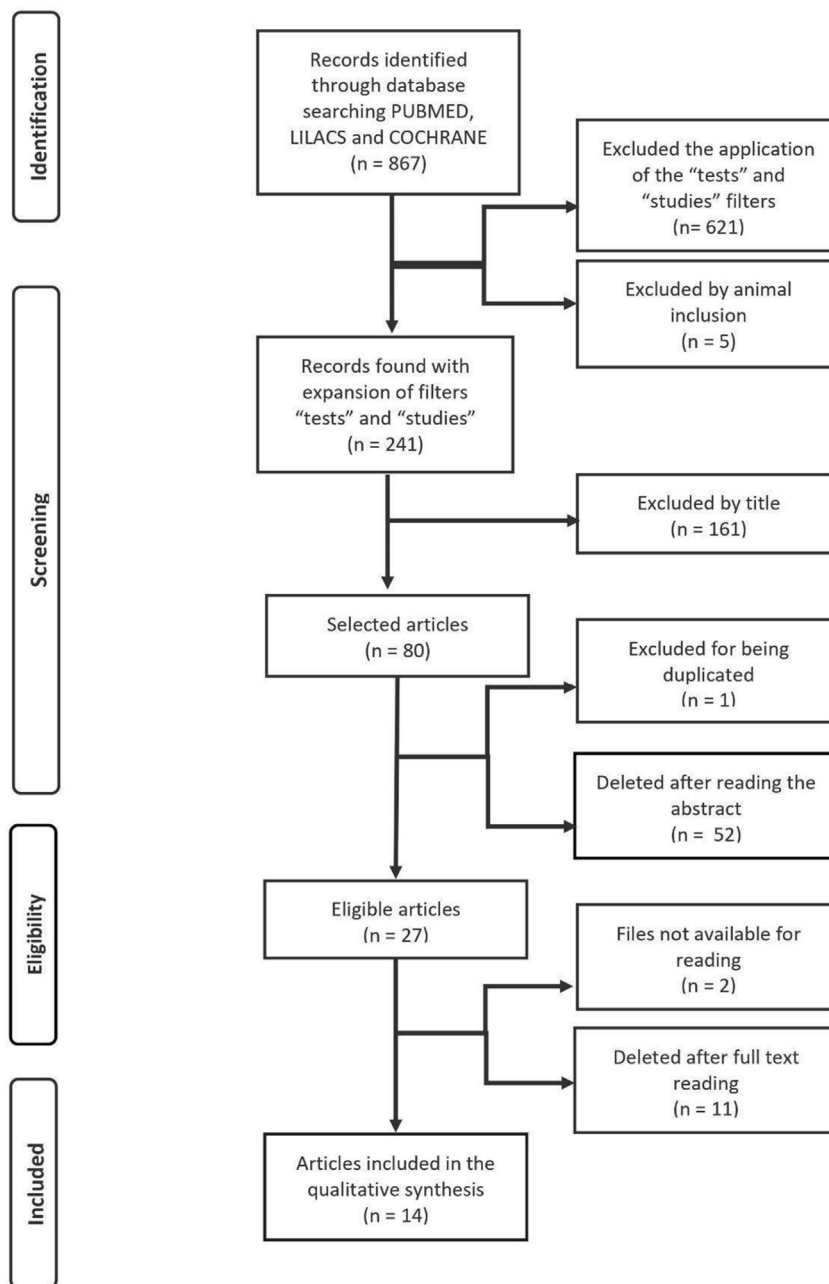 Identification
Records identified
through database
searching PUBMED,
LILACS and COCHRANE
(n = 867)
Excluded the application
of the “tests” and
“studies” filters
(n= 621)
Excluded by animal
inclusion
(n = 5)
Screening
Records found with
expansion of filters
“tests” and “studies”
(n = 241)
Excluded by title
(n = 161)
Selected articles
(n = 80)
Excluded for being
duplicated
(n = 1)
Deleted after reading the
abstract
(n = 52)
Eligibility
Eligible articles
(n = 27)
Files not available for
reading
(n = 2)
Deleted after full text
reading
(n = 11)
Included
Articles included in the
qualitative synthesis
(n = 14)